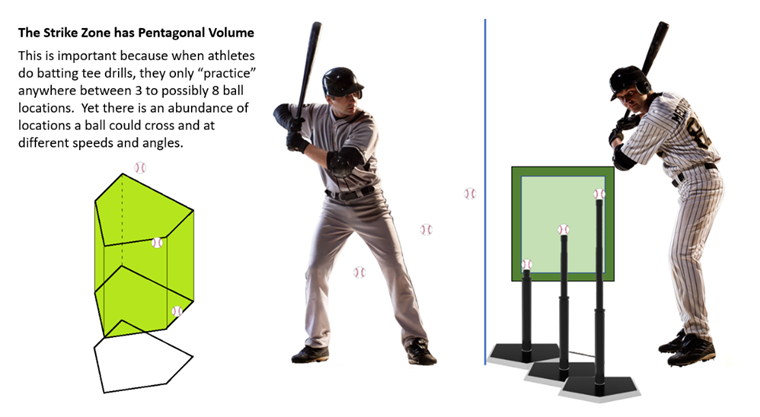 The Strike Zone has Pentagonal Volume
This is important because when athletes
do batting tee drills, they only “practice”
anywhere between 3 to possibly 8 ball
locations.  Yet there is an abundance of
locations a ball could cross and at
different speeds and angles.